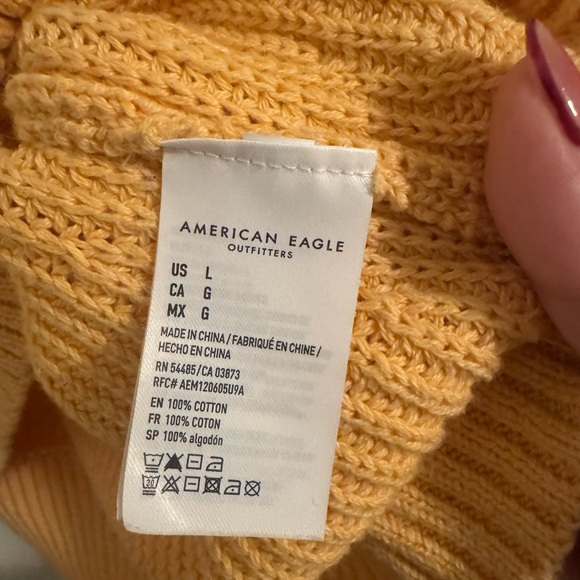 AMERICAN EAGLE
OUTFITTERS
US L
CA G
MX G
MADE IN CHINA / FABRIQUÉ EN CHINE /
HECHO EN CHINA
RN 54485/CA 03873
RFC# AEM120605U9A
EN 100% COTTON
FR 100% COTON
SP 100% algodón
20